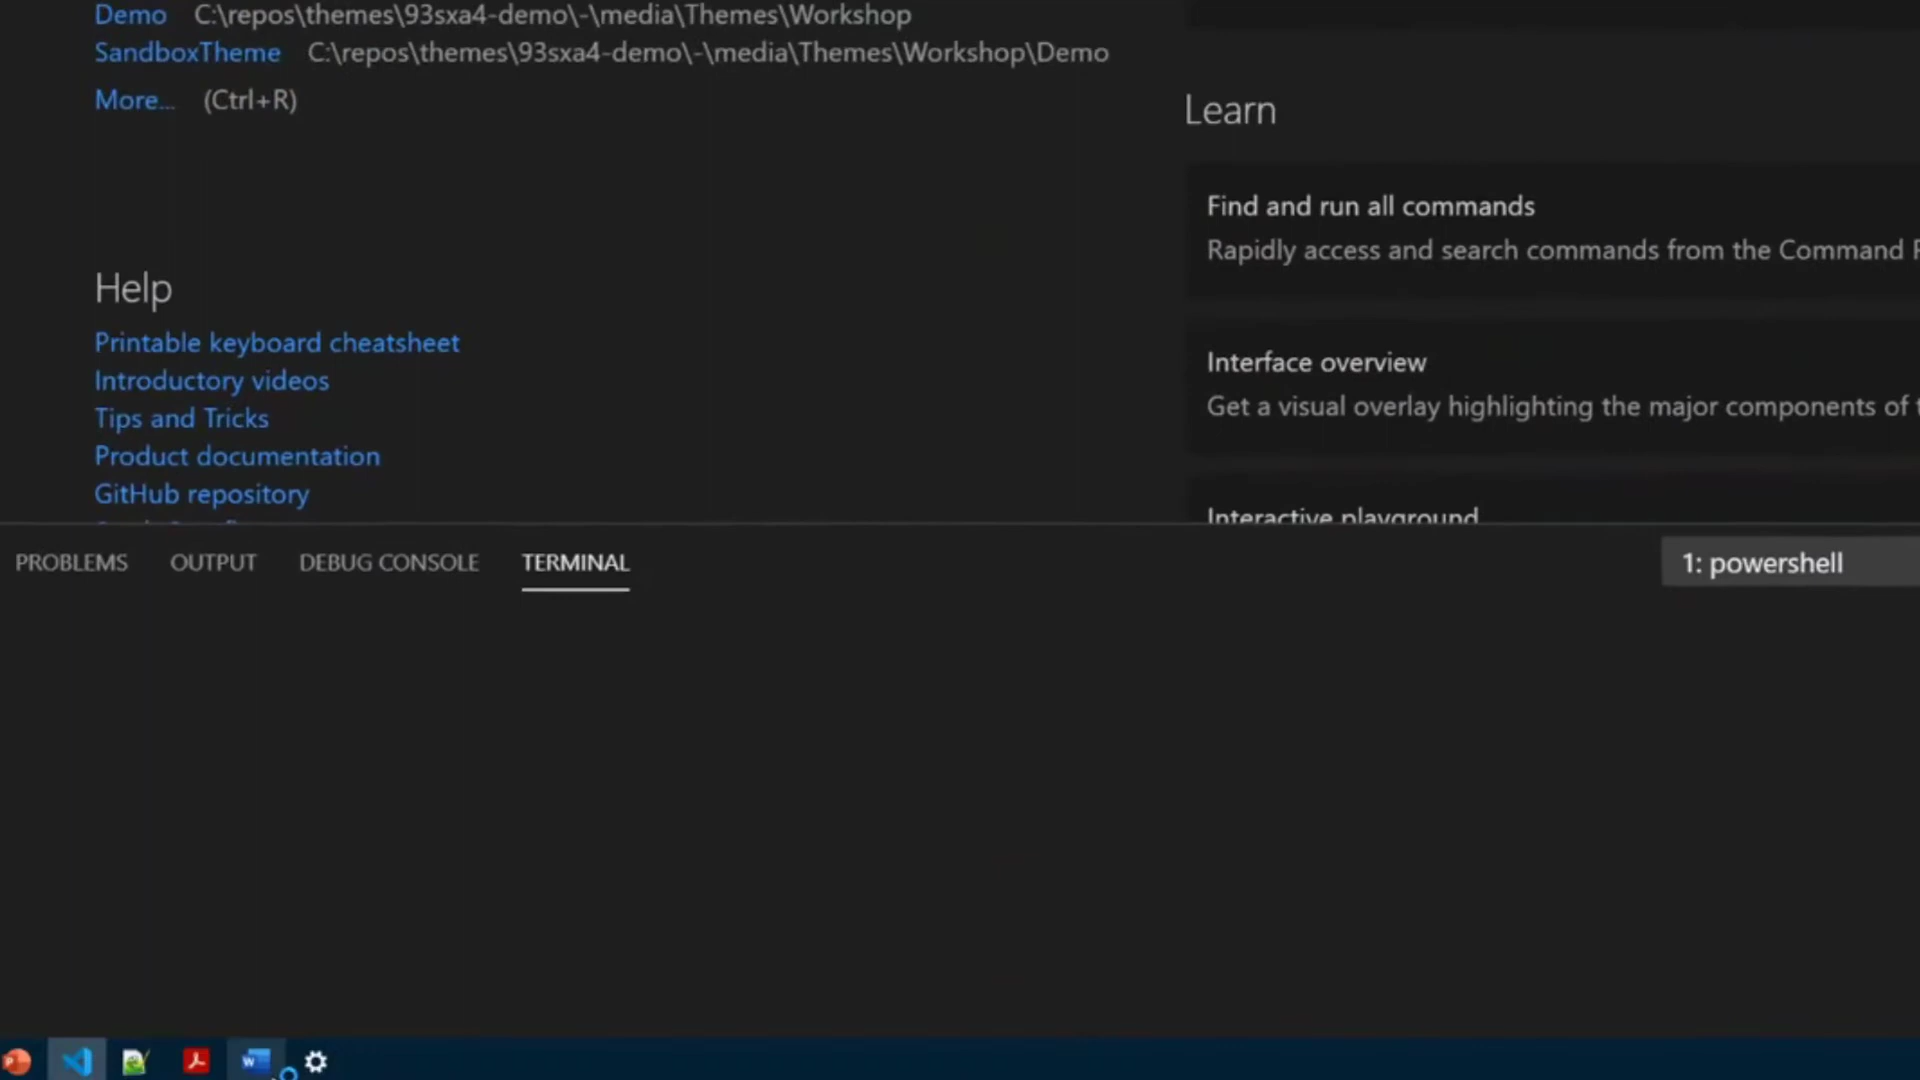 Demo C:\repos\themes\93sxa4-demo\-\media\Themes\Workshop
SandboxTheme C:\repos\themes\93sxa4-demo\-\media\Themes\Workshop\Demo
More... (Ctrl+R)
Help
Printable keyboard cheatsheet
Introductory videos
Tips and Tricks
Product documentation
GitHub repository
Learn
Find and run all commands
Rapidly access and search commands from the Command
Interface overview
Get a visual overlay highlighting the major components of
Interactive playground
PROBLEMS OUTPUT DEBUG CONSOLE TERMINAL
1: powershell